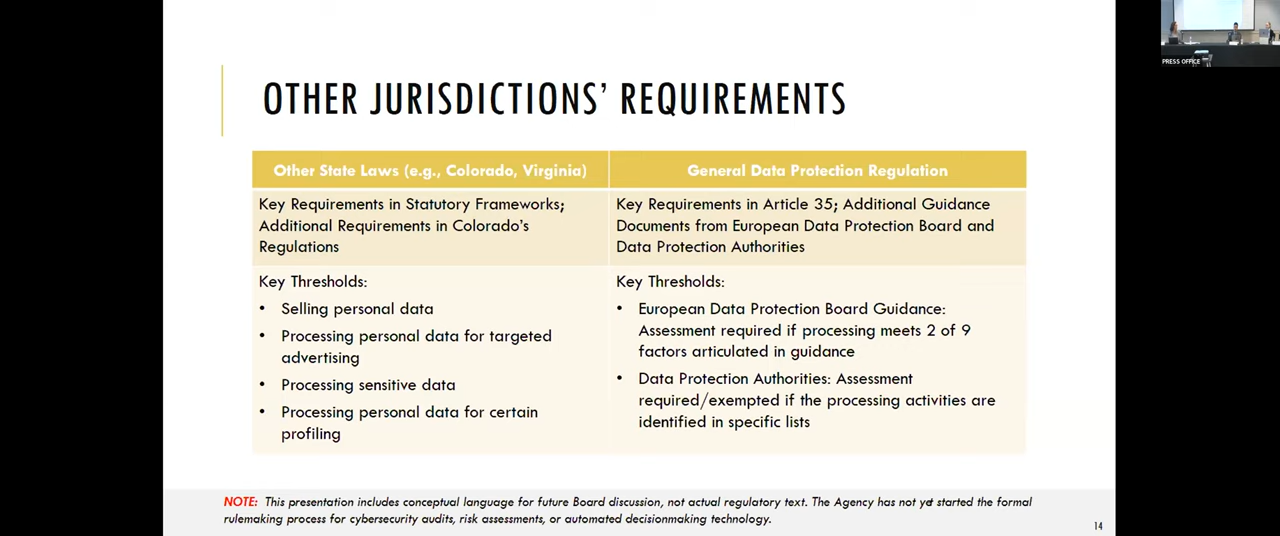 PRESS OFFICE
OTHER JURISDICTIONS' REQUIREMENTS
Other State Laws (e.g., Colorado, Virginia)
General Data Protection Regulation
Key Requirements in Statutory Frameworks;
Additional Requirements in Colorado's
Regulations
Key Requirements in Article 35; Additional Guidance
Documents from European Data Protection Board and
Data Protection Authorities
Key Thresholds:
• Selling personal data
• Processing personal data for targeted
advertising
• Processing sensitive data
• Processing personal data for certain
profiling
Key Thresholds:
• European Data Protection Board Guidance:
Assessment required if processing meets 2 of 9
factors articulated in guidance
• Data Protection Authorities: Assessment
required/exempted if the processing activities are
identified in specific lists
NOTE: This presentation includes conceptual language for future Board discussion, not actual regulatory text. The Agency has not yet started the formal
rulemaking process for cybersecurity audits, risk assessments, or automated decisionmaking technology.
14